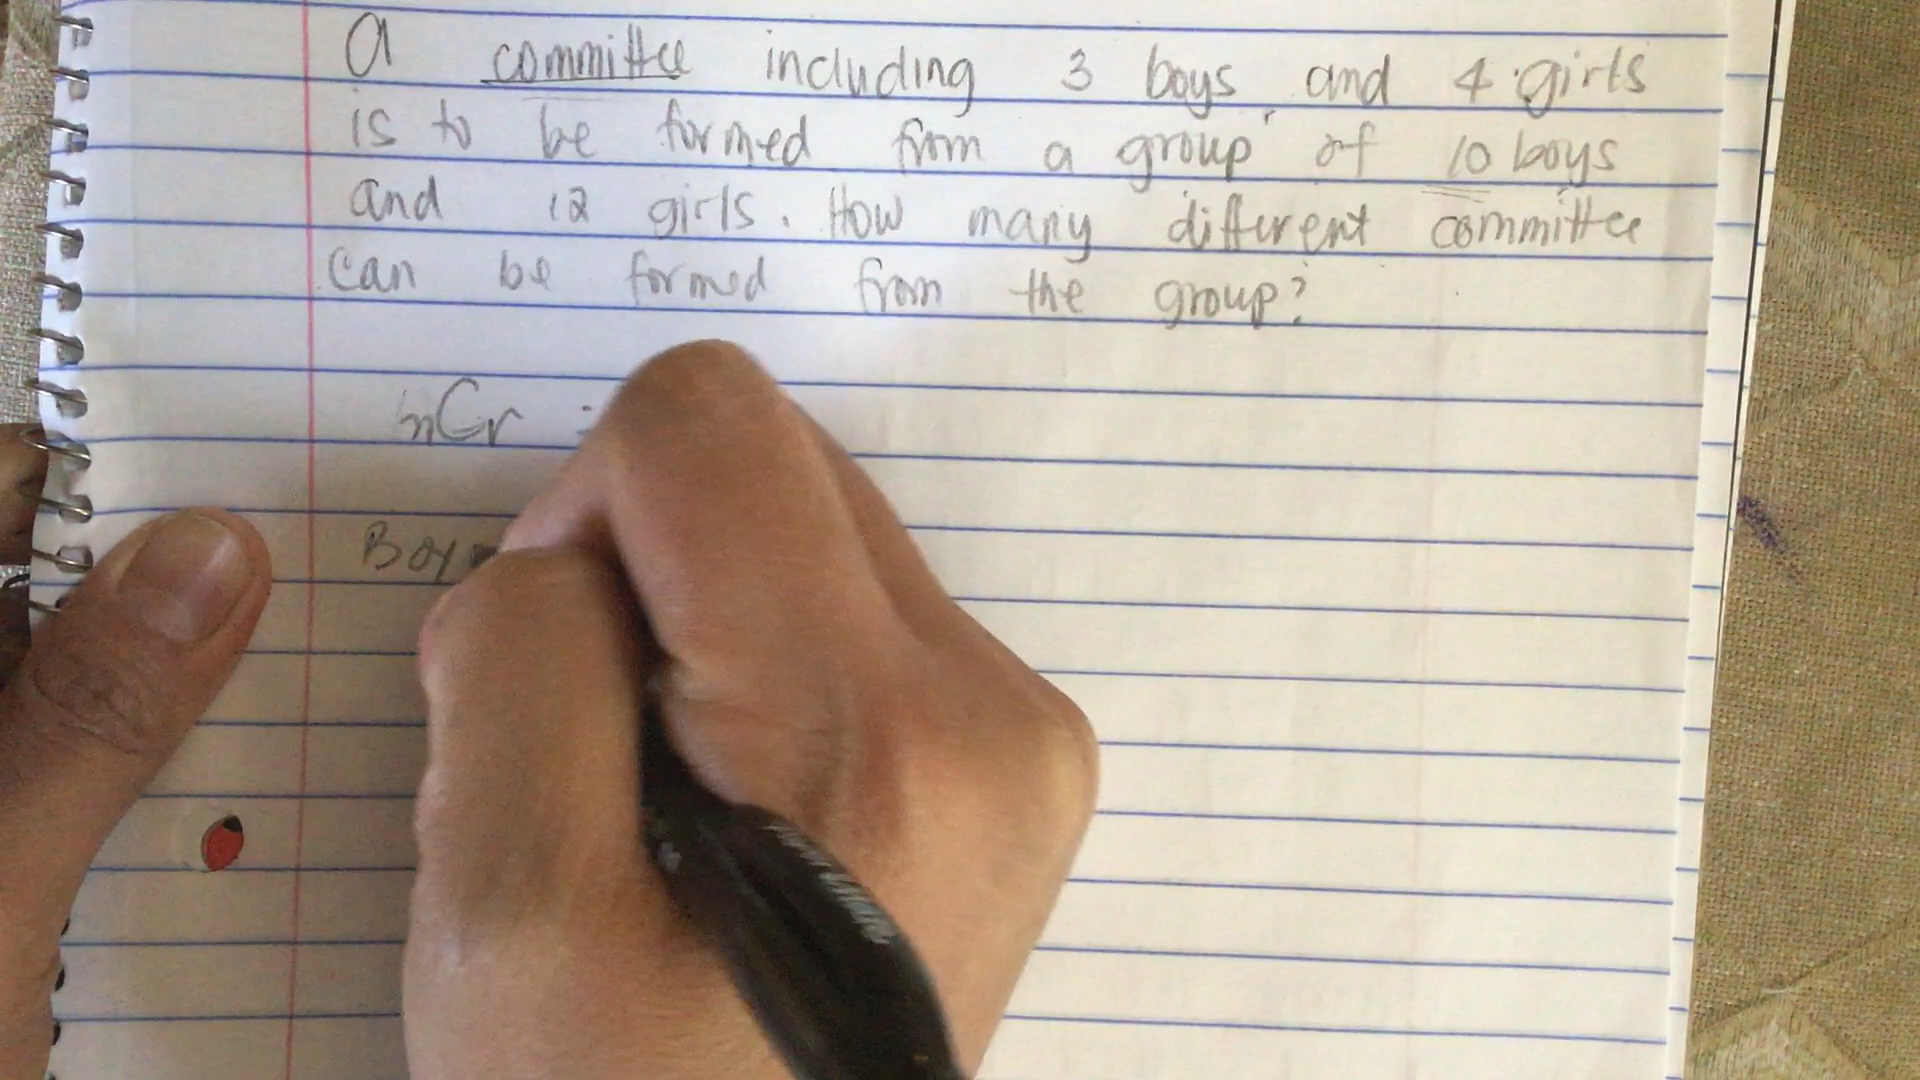 A committee including 3 boys and 4 girls
is to be formed from a group of 10 boys
and 12 girls. How many different committee
can be formed from the group?
nCr
Boy